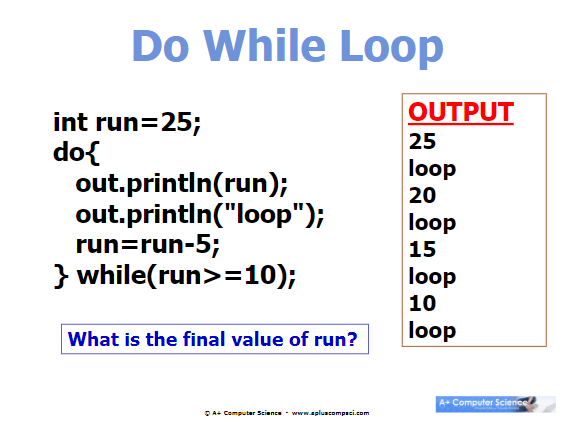 Do While Loop
int run=25;
do{
out.println(run);
out.println("loop");
run=run-5;
} while(run>=10);
What is the final value of run?
OUTPUT
25
loop
20
loop
15
loop
10
loop
© A+ Computer Science - www.apluscompsci.com
A+ Computer Science